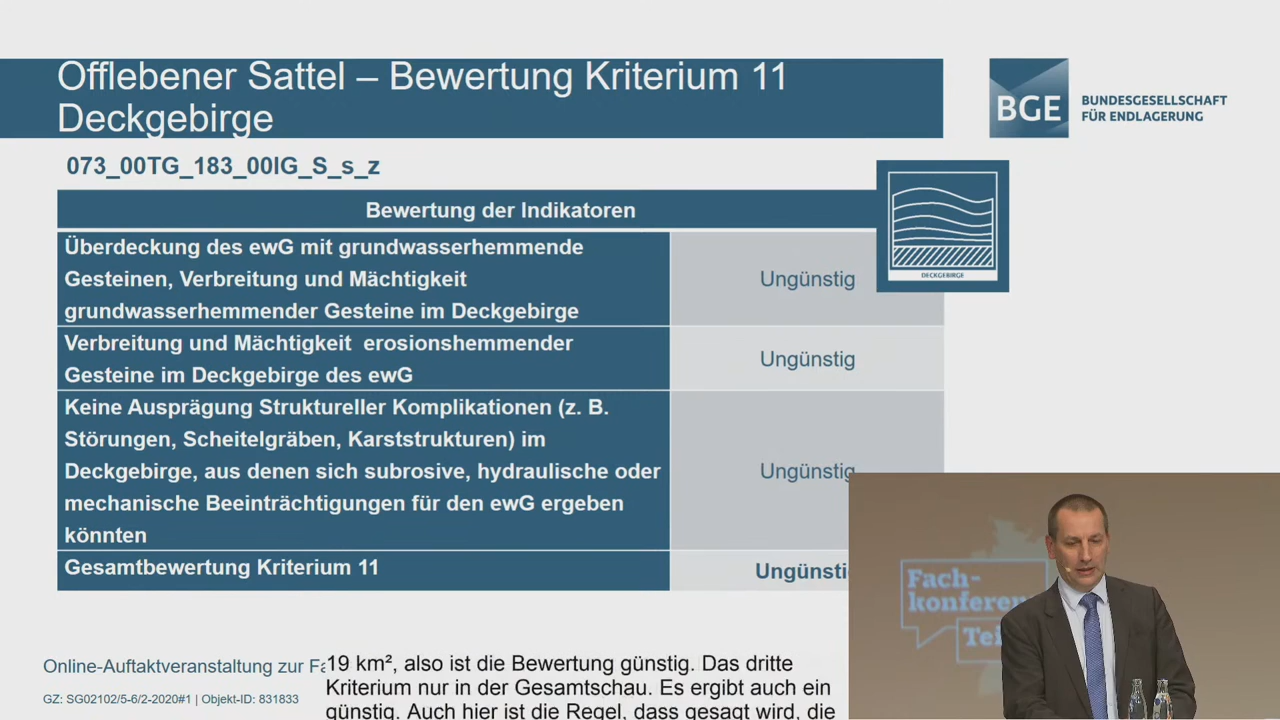 Offlebener Sattel – Bewertung Kriterium 11
Deckgebirge
BGE
BUNDESGESELLSCHAFT
FÜR ENDLAGERUNG
073_00TG_183_00IG_S_s_z
Bewertung der Indikatoren
DECKGEBIRGE
Überdeckung des ewG mit grundwasserhemmende
Gesteinen, Verbreitung und Mächtigkeit
grundwasserhemmender Gesteine im Deckgebirge
Ungünstig
Verbreitung und Mächtigkeit erosionshemmender
Gesteine im Deckgebirge des ewG
Ungünstig
Keine Ausprägung Struktureller Komplikationen (z. B.
Störungen, Scheitelgräben, Karststrukturen) im
Deckgebirge, aus denen sich subrosive, hydraulische oder
mechanische Beeinträchtigungen für den ewG ergeben
könnten
Ungünstig
Gesamtbewertung Kriterium 11
Ungünsti
Fach-
konferen
Tei
Online-Auftaktveranstaltung zur Fa
GZ: SG02102/5-6/2-2020#1 | Objekt-ID: 831833
19 km², also ist die Bewertung günstig. Das dritte
Kriterium nur in der Gesamtschau. Es ergibt auch ein
günstig. Auch hier ist die Regel, dass gesagt wird, die